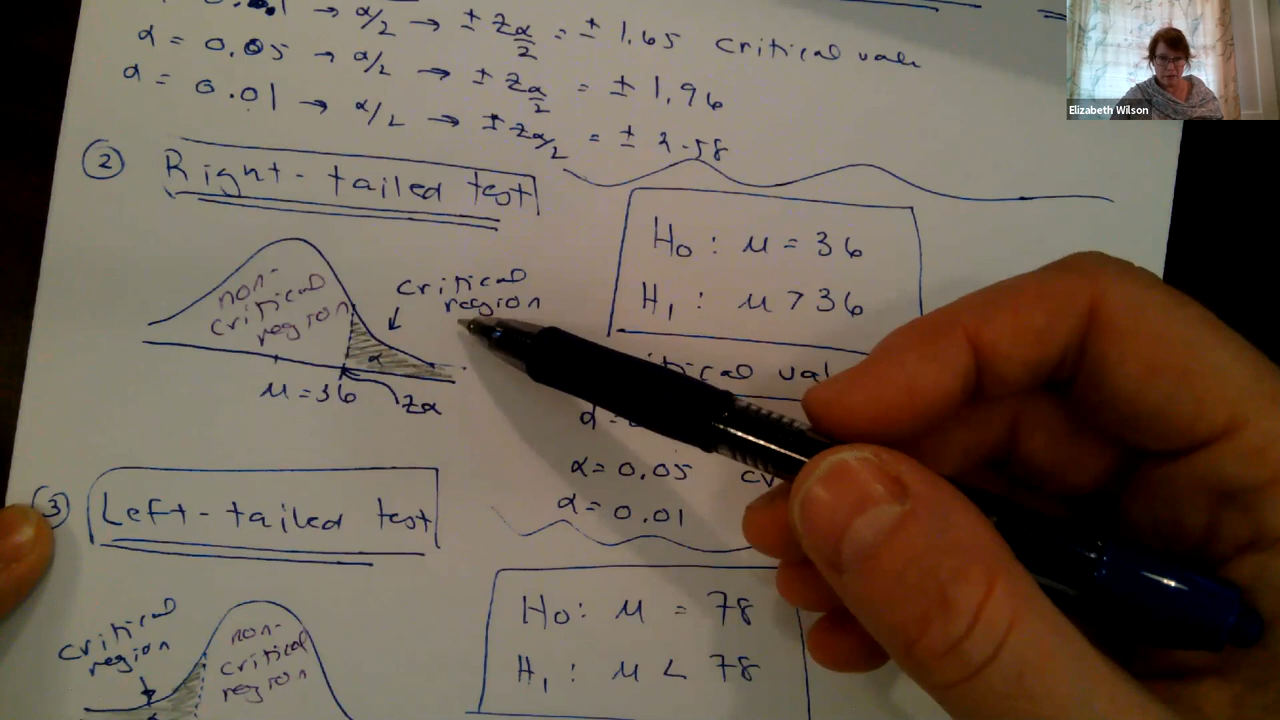 α/2 → ± zα/2 = ± 1.65 critical value
α = 0.05 → α/2 → ± zα/2 = ± 1.96
α = 0.01 → α/2 → ± zα/2 = ± 2.58
Elizabeth Wilson
② Right-tailed test
H0 : μ = 36
H1 : μ > 36
non-
critical
region
critical
region
α
μ = 36
zα
α = 0.05
α = 0.01
③ Left-tailed test
H0 : μ = 78
H1 : μ < 78
critical
region
non-
critical
region